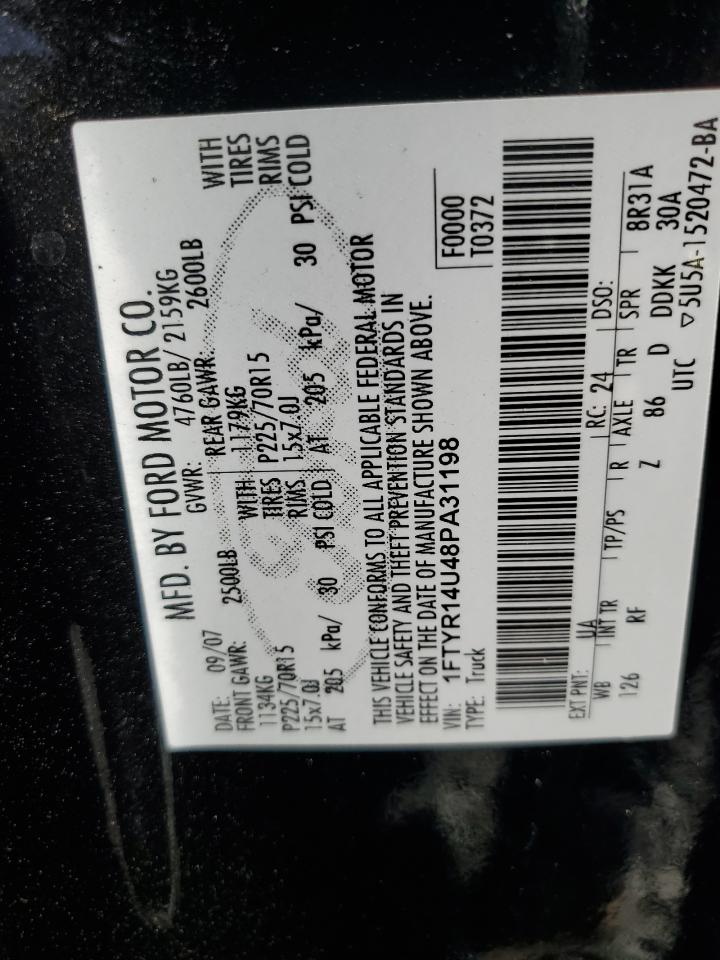 MFD. BY FORD MOTOR CO.
DATE: 09/07 GVWR: 4760LB/ 2159KG
FRONT GAWR: 2500LB REAR GAWR: 2600LB
1134KG WITH 1179KG WITH
P225/70R15 TIRES P225/70R15 TIRES
15x7.0J RIMS 15x7.0J RIMS
AT 205 kPa/ 30 PSI COLD AT 205 kPa/ 30 PSI COLD
THIS VEHICLE CONFORMS TO ALL APPLICABLE FEDERAL MOTOR
VEHICLE SAFETY AND THEFT PREVENTION STANDARDS IN
EFFECT ON THE DATE OF MANUFACTURE SHOWN ABOVE.
VIN: 1FTYR14U48PA31198 F0000
TYPE: Truck T0372
EXT PNT: UA RC: 24 DSO:
WB INT TR TP/PS R AXLE TR SPR 8R31A
126 RF Z 86 D DDKK 30A
UTC ▽5U5A-1520472-BA